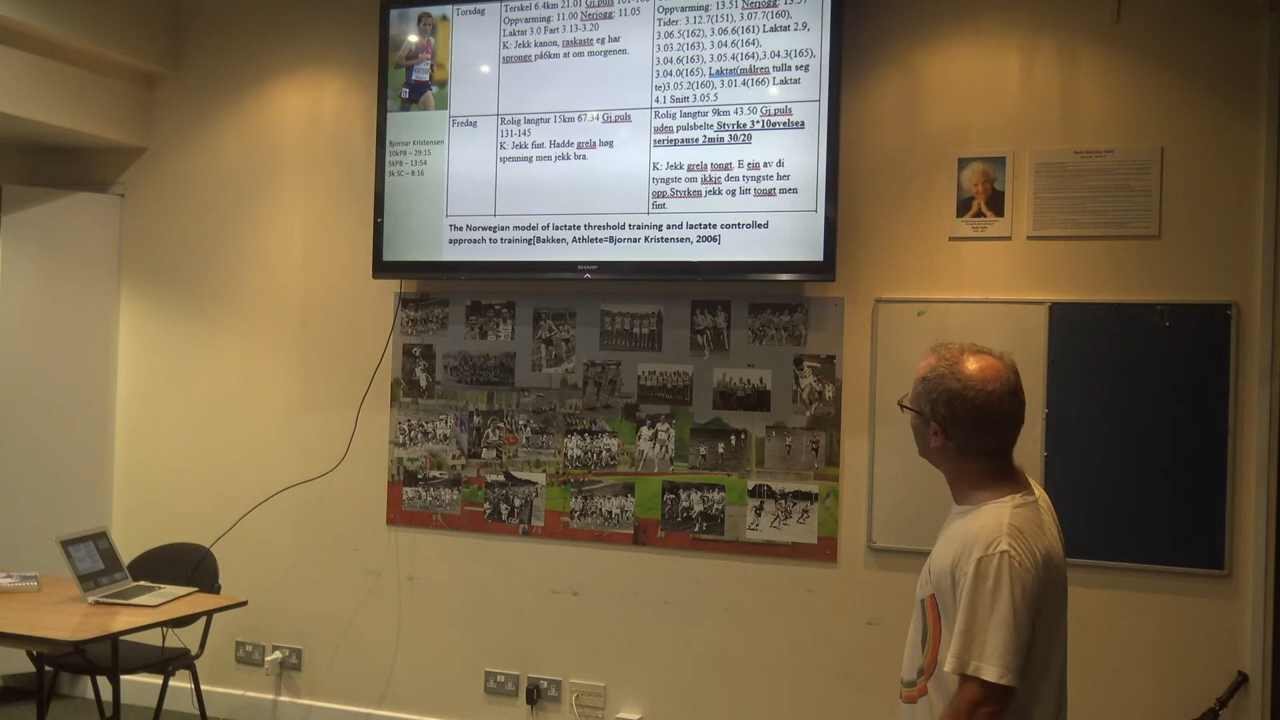 Torsdag
Terskel 6.4km 21.01 Gj.puls
Oppvarming: 11.00 Nerjogg: 11.05
Laktat 3.0 Fart 3.13-3.20
K: Jekk kanon, raskaste eg har
spronge på6km at om morgenen.
Oppvarming: 13.51 Nerjogg:
Tider: 3.12.7(151), 3.07.7(160),
3.06.5(162), 3.06.6(161) Laktat 2.9,
3.03.2(163), 3.04.6(164),
3.04.6(163), 3.05.4(164),3.04.3(165),
3.04.0(165), Laktat(målren tulla seg
te)3.05.2(160), 3.01.4(166) Laktat
4.1 Snitt 3.05.5
Bjornar Kristensen
10kPB – 29:15
5kPB – 13:54
3k SC – 8:16
Fredag
Rolig langtur 15km 67.34 Gj.puls
131-145
K: Jekk fint. Hadde grela høg
spenning men jekk bra.
Rolig langtur 9km 43.50 Gj.puls
uden pulsbelte Styrke 3*10øvelsea
seriepause 2min 30/20
K: Jekk grela tongt. E ein av di
tyngste om ikkje den tyngste her
opp.Styrken jekk og litt tongt men
fint.
The Norwegian model of lactate threshold training and lactate controlled
approach to training[Bakken, Athlete=Bjornar Kristensen, 2006]
SHARP